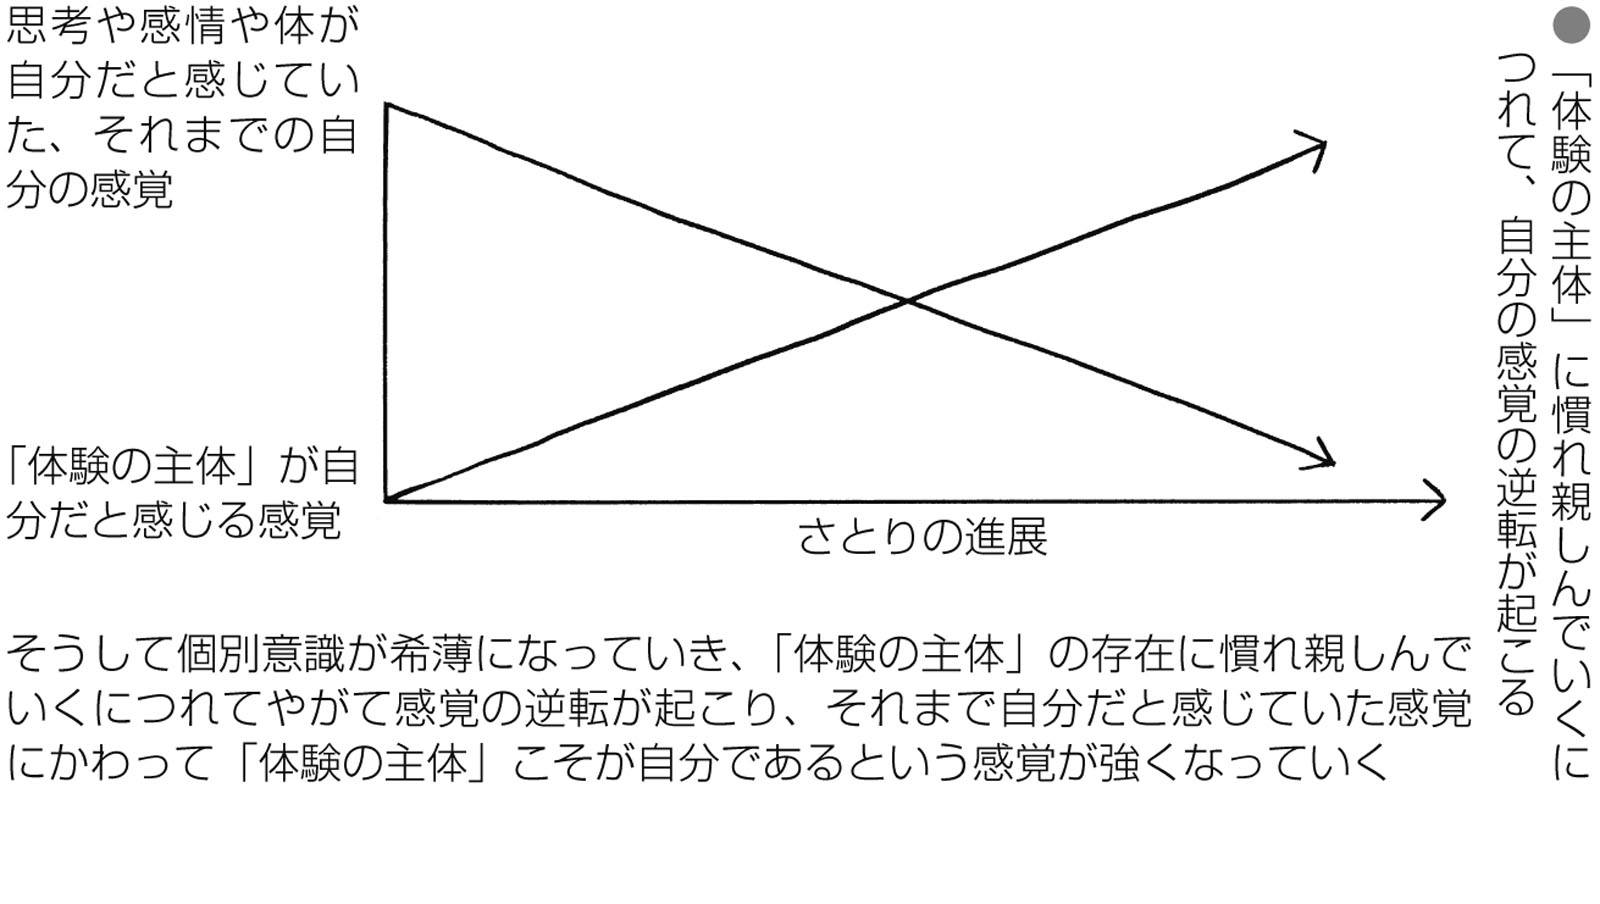 ●「体験の主体」に慣れ親しんでいくに
つれて、自分の感覚の逆転が起こる
思考や感情や体が
自分だと感じてい
た、それまでの自
分の感覚
「体験の主体」が自
分だと感じる感覚
さとりの進展
そうして個別意識が希薄になっていき、「体験の主体」の存在に慣れ親しんで
いくにつれてやがて感覚の逆転が起こり、それまで自分だと感じていた感覚
にかわって「体験の主体」こそが自分であるという感覚が強くなっていく